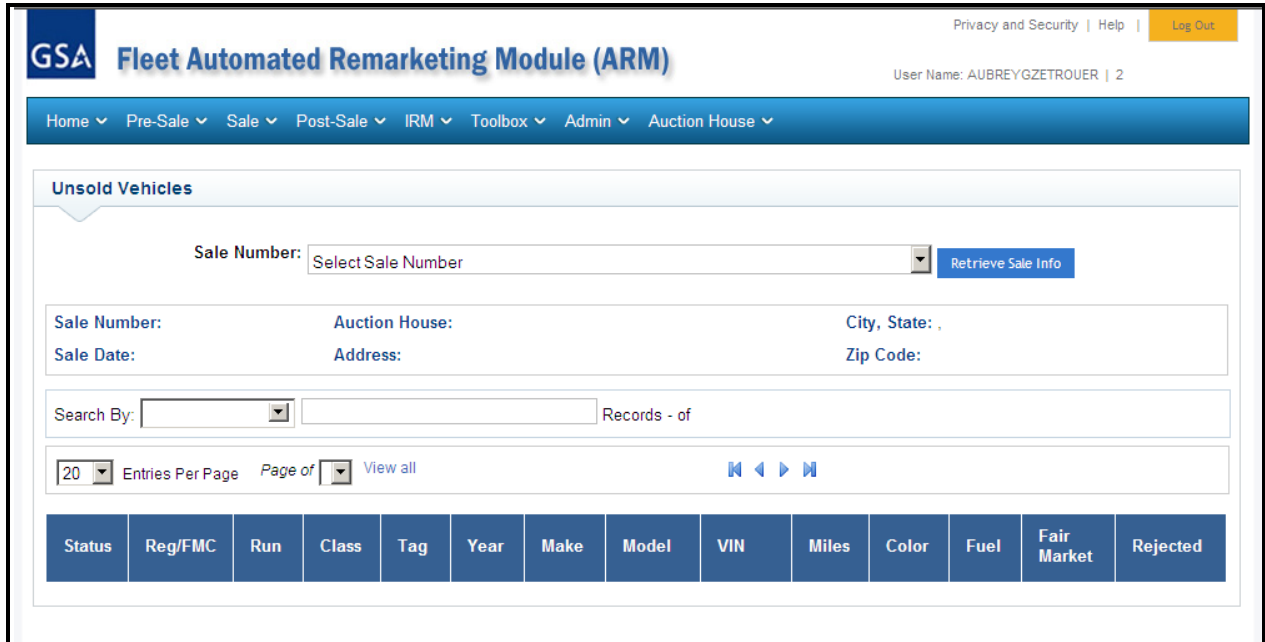 Privacy and Security | Help | Log Out
GSA Fleet Automated Remarketing Module (ARM)
User Name: AUBREYGZETROUER | 2
Home Pre-Sale Sale Post-Sale IRM Toolbox Admin Auction House
Unsold Vehicles
Sale Number: Select Sale Number Retrieve Sale Info
Sale Number: Auction House: City, State: ,
Sale Date: Address: Zip Code:
Search By: Records - of
20 Entries Per Page Page of View all
Status Reg/FMC Run Class Tag Year Make Model VIN Miles Color Fuel Fair Market Rejected